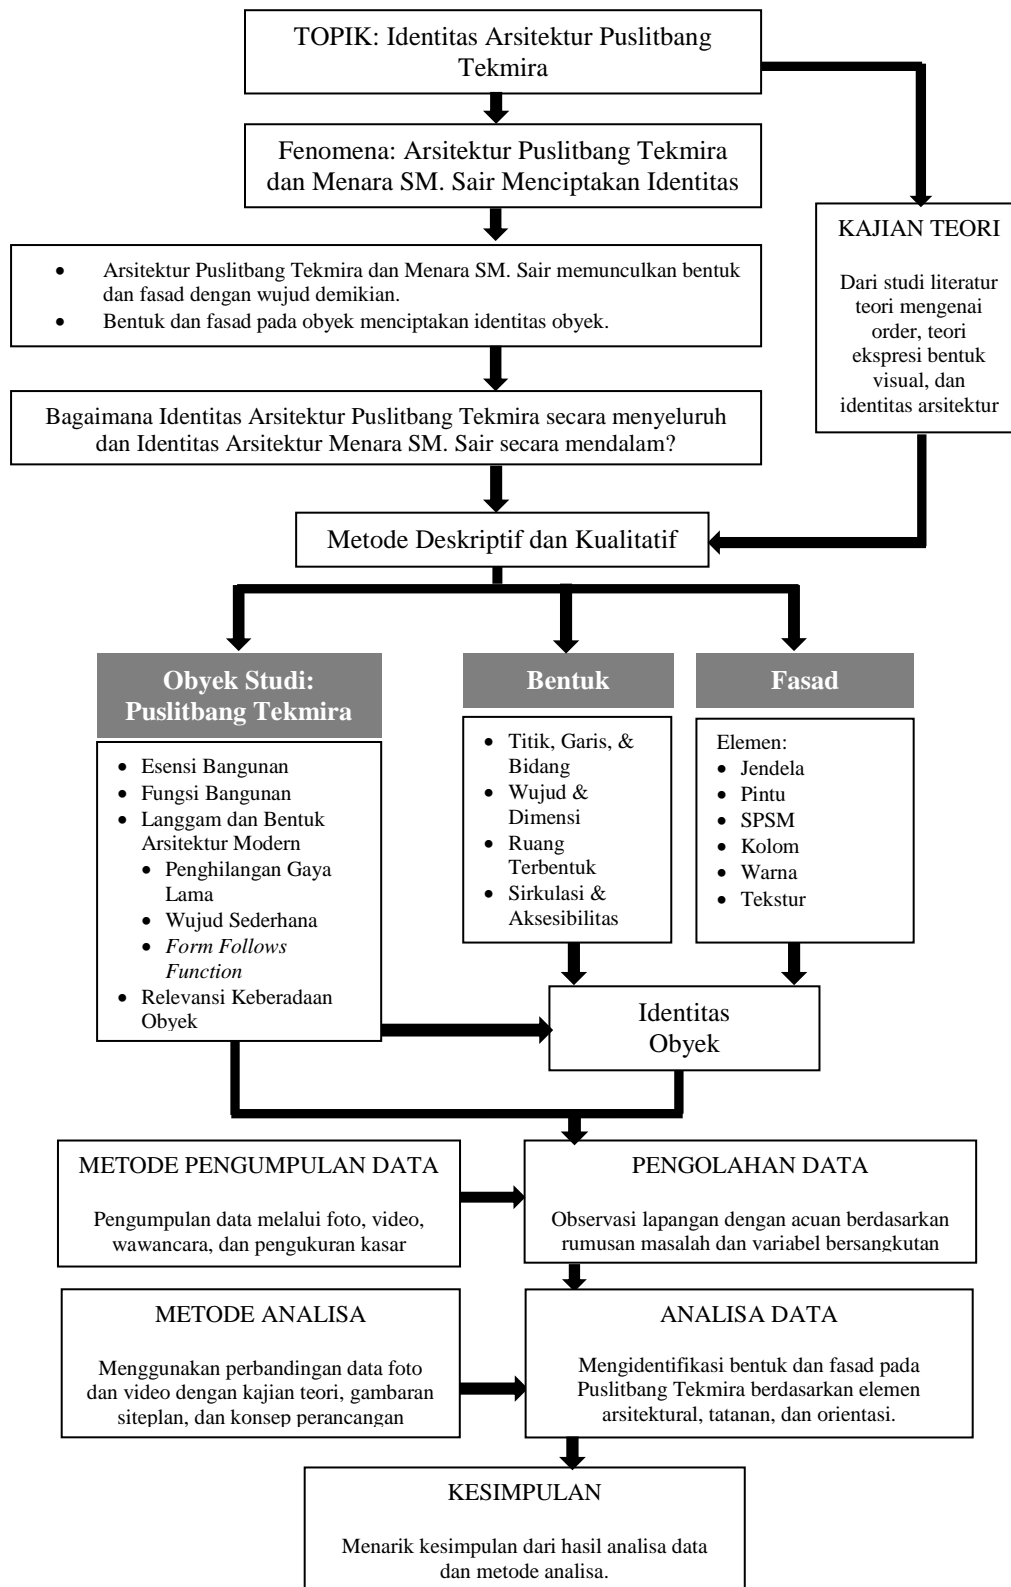 TOPIK: Identitas Arsitektur Puslitbang
Tekmira
Fenomena: Arsitektur Puslitbang Tekmira
dan Menara SM. Sair Menciptakan Identitas
KAJIAN TEORI
Dari studi literatur
teori mengenai
order, teori
ekspresi bentuk
visual, dan
identitas arsitektur
• Arsitektur Puslitbang Tekmira dan Menara SM. Sair memunculkan bentuk
dan fasad dengan wujud demikian.
• Bentuk dan fasad pada obyek menciptakan identitas obyek.
Bagaimana Identitas Arsitektur Puslitbang Tekmira secara menyeluruh
dan Identitas Arsitektur Menara SM. Sair secara mendalam?
Metode Deskriptif dan Kualitatif
Obyek Studi:
Puslitbang Tekmira
• Esensi Bangunan
• Fungsi Bangunan
• Langgam dan Bentuk
Arsitektur Modern
• Penghilangan Gaya
Lama
• Wujud Sederhana
• Form Follows
Function
• Relevansi Keberadaan
Obyek
Bentuk
• Titik, Garis, &
Bidang
• Wujud &
Dimensi
• Ruang
Terbentuk
• Sirkulasi &
Aksesibilitas
Fasad
Elemen:
• Jendela
• Pintu
• SPSM
• Kolom
• Warna
• Tekstur
Identitas
Obyek
METODE PENGUMPULAN DATA
Pengumpulan data melalui foto, video,
wawancara, dan pengukuran kasar
PENGOLAHAN DATA
Observasi lapangan dengan acuan berdasarkan
rumusan masalah dan variabel bersangkutan
METODE ANALISA
Menggunakan perbandingan data foto
dan video dengan kajian teori, gambaran
siteplan, dan konsep perancangan
ANALISA DATA
Mengidentifikasi bentuk dan fasad pada
Puslitbang Tekmira berdasarkan elemen
arsitektural, tatanan, dan orientasi.
KESIMPULAN
Menarik kesimpulan dari hasil analisa data
dan metode analisa.